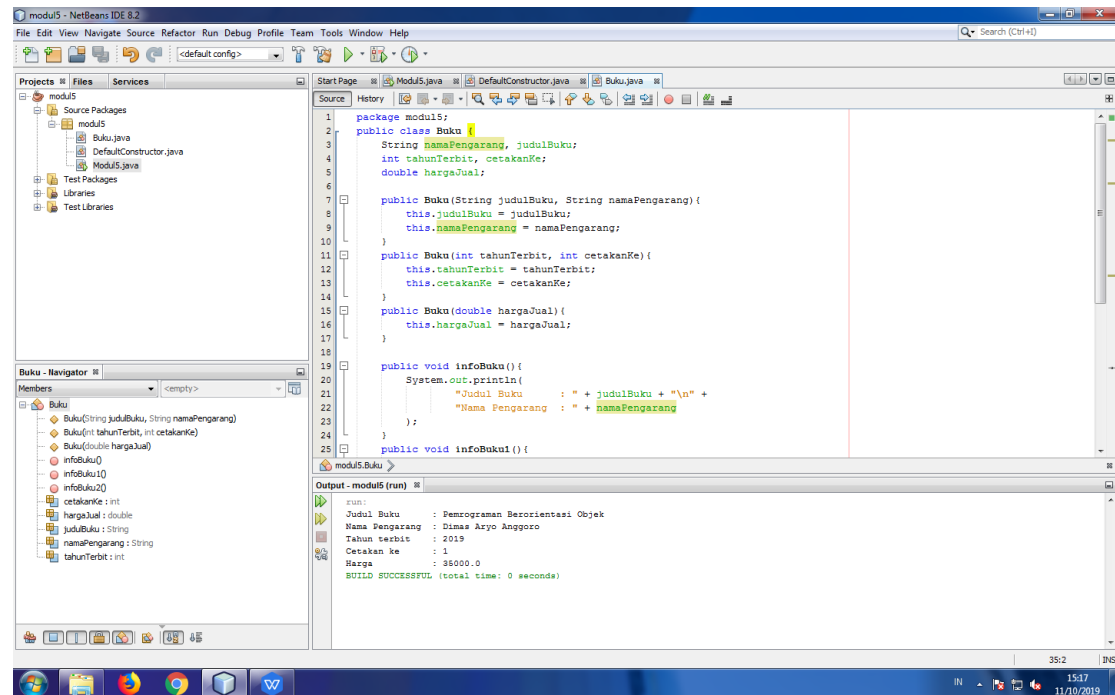 modul5 - NetBeans IDE 8.2
File Edit View Navigate Source Refactor Run Debug Profile Team Tools Window Help
Search (Ctrl+I)
<default config>
Projects Files Services
modul5
Source Packages
modul5
Buku.java
DefaultConstructor.java
Modul5.java
Test Packages
Libraries
Test Libraries
Start Page Modul5.java DefaultConstructor.java Buku.java
Source History
1 package modul5;
2 public class Buku {
3 String namaPengarang, judulBuku;
4 int tahunTerbit, cetakanKe;
5 double hargaJual;
6
7 public Buku(String judulBuku, String namaPengarang){
8 this.judulBuku = judulBuku;
9 this.namaPengarang = namaPengarang;
10 }
11 public Buku(int tahunTerbit, int cetakanKe){
12 this.tahunTerbit = tahunTerbit;
13 this.cetakanKe = cetakanKe;
14 }
15 public Buku(double hargaJual){
16 this.hargaJual = hargaJual;
17 }
18
19 public void infoBuku(){
20 System.out.println(
21 "Judul Buku      : " + judulBuku + "\n" +
22 "Nama Pengarang  : " + namaPengarang
23 );
24 }
25 public void infoBuku1(){
modul5.Buku
Buku - Navigator
Members <empty>
Buku
Buku(String judulBuku, String namaPengarang)
Buku(int tahunTerbit, int cetakanKe)
Buku(double hargaJual)
infoBuku()
infoBuku1()
infoBuku2()
cetakanKe : int
hargaJual : double
judulBuku : String
namaPengarang : String
tahunTerbit : int
Output - modul5 (run)
run:
Judul Buku      : Pemrograman Berorientasi Objek
Nama Pengarang  : Dimas Aryo Anggoro
Tahun terbit    : 2019
Cetakan ke      : 1
Harga           : 35000.0
BUILD SUCCESSFUL (total time: 0 seconds)
35:2 INS
IN
15:17
11/10/2019